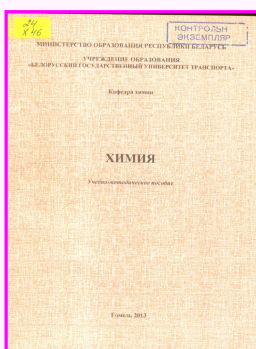 24
Х 46
КОНТРОЛЬН
ЭКЗЕМПЛЯР
МИНИСТЕРСТВО ОБРАЗОВАНИЯ РЕСПУБЛИКИ БЕЛАРУСЬ
УЧРЕЖДЕНИЕ ОБРАЗОВАНИЯ
«БЕЛОРУССКИЙ ГОСУДАРСТВЕННЫЙ УНИВЕРСИТЕТ ТРАНСПОРТА»
Кафедра химии
ХИМИЯ
Учебно-методическое пособие
Гомель 2013